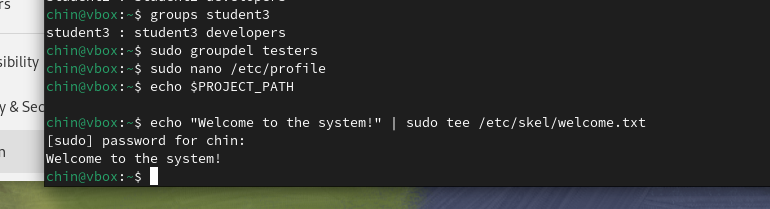 chin@vbox:~$ groups student3
student3 : student3 developers
chin@vbox:~$ sudo groupdel testers
chin@vbox:~$ sudo nano /etc/profile
chin@vbox:~$ echo $PROJECT_PATH
sibility
chin@vbox:~$ echo "Welcome to the system!" | sudo tee /etc/skel/welcome.txt
y & Sec
[sudo] password for chin:
Welcome to the system!
chin@vbox:~$